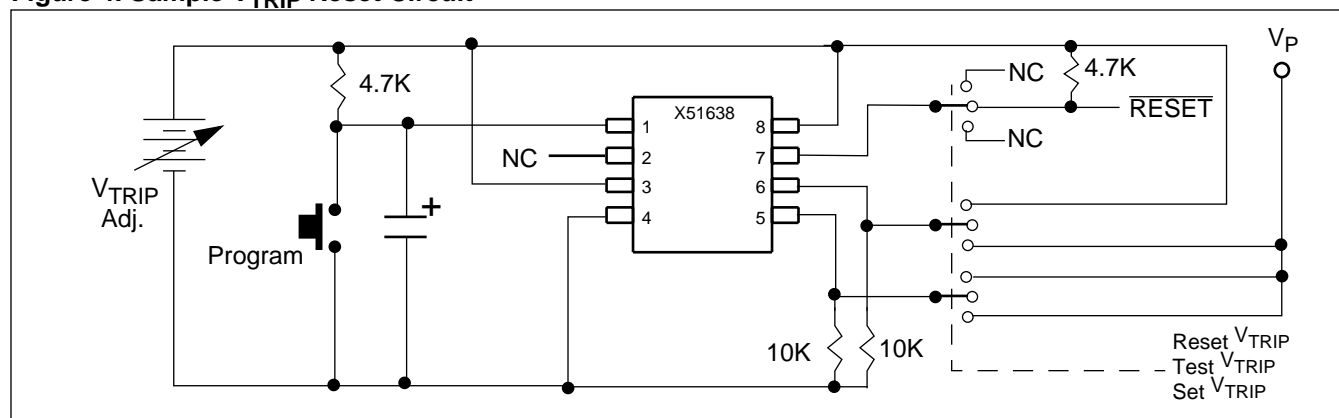 Figure 4. Sample VTRIP Reset Circuit
VP
4.7K
NC
4.7K
X51638
RESET
1
8
NC
2
7
NC
3
6
4
5
VTRIP
Adj.
+
Program
10K
10K
Reset VTRIP
Test VTRIP
Set VTRIP